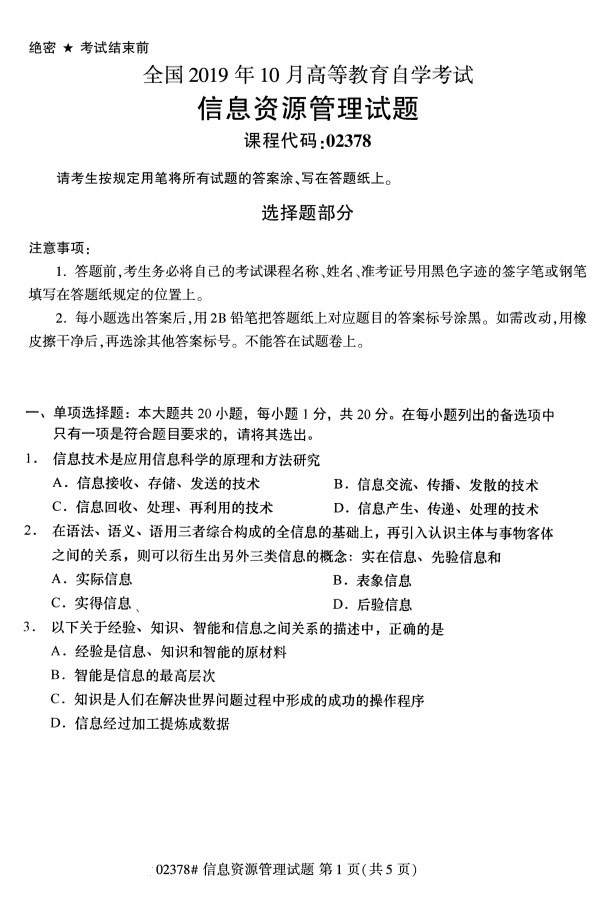 绝密 ★ 考试结束前
全国 2019 年 10 月高等教育自学考试
信息资源管理试题
课程代码:02378
请考生按规定用笔将所有试题的答案涂、写在答题纸上。
选择题部分
注意事项:
1. 答题前,考生务必将自己的考试课程名称、姓名、准考证号用黑色字迹的签字笔或钢笔
填写在答题纸规定的位置上。
2. 每小题选出答案后,用 2B 铅笔把答题纸上对应题目的答案标号涂黑。如需改动,用橡
皮擦干净后,再选涂其他答案标号。不能答在试题卷上。
一、单项选择题:本大题共 20 小题,每小题 1 分,共 20 分。在每小题列出的备选项中
只有一项是符合题目要求的,请将其选出。
1. 信息技术是应用信息科学的原理和方法研究
A. 信息接收、存储、发送的技术 B. 信息交流、传播、发散的技术
C. 信息回收、处理、再利用的技术 D. 信息产生、传递、处理的技术
2. 在语法、语义、语用三者综合构成的全信息的基础上,再引入认识主体与事物客体
之间的关系,则可以衍生出另外三类信息的概念:实在信息、先验信息和
A. 实际信息 B. 表象信息
C. 实得信息 D. 后验信息
3. 以下关于经验、知识、智能和信息之间关系的描述中,正确的是
A. 经验是信息、知识和智能的原材料
B. 智能是信息的最高层次
C. 知识是人们在解决世界问题过程中形成的成功的操作程序
D. 信息经过加工提炼成数据
02378# 信息资源管理试题 第 1 页(共 5 页)